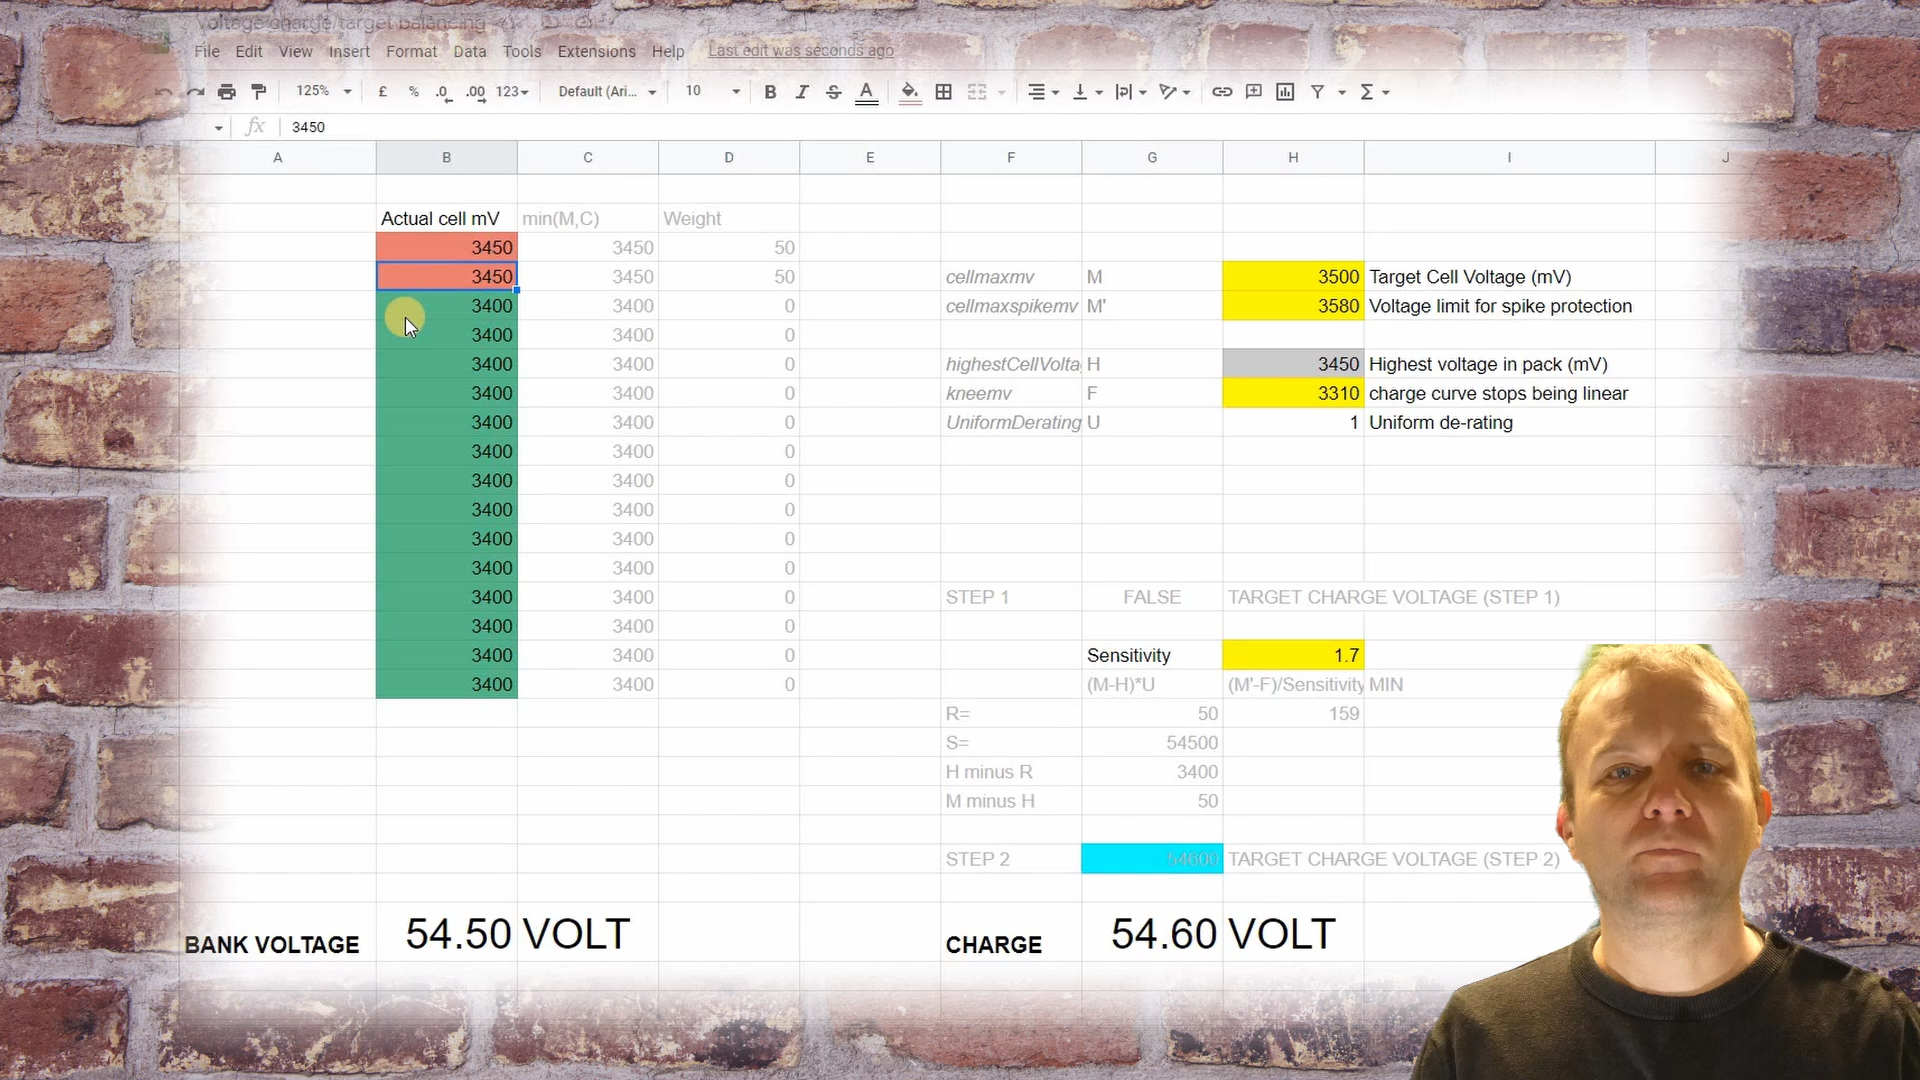 Voltage charge/target balancing
File Edit View Insert Format Data Tools Extensions Help Last edit was seconds ago
125% £ % .0 .00 123 Default (Ari... 10 B I S A
fx 3450
A B C D E F G H I J
Actual cell mV min(M,C) Weight
3450 3450 50
3450 3450 50 cellmaxmv M 3500 Target Cell Voltage (mV)
3400 3400 0 cellmaxspikemv M' 3580 Voltage limit for spike protection
3400 3400 0
3400 3400 0 highestCellVolta H 3450 Highest voltage in pack (mV)
3400 3400 0 kneemv F 3310 charge curve stops being linear
3400 3400 0 UniformDerating U 1 Uniform de-rating
3400 3400 0
3400 3400 0
3400 3400 0
3400 3400 0
3400 3400 0
3400 3400 0 STEP 1 FALSE TARGET CHARGE VOLTAGE (STEP 1)
3400 3400 0
3400 3400 0 Sensitivity 1.7
3400 3400 0 (M-H)*U (M'-F)/Sensitivity MIN
R= 50 159
S= 54500
H minus R 3400
M minus H 50
STEP 2 54600 TARGET CHARGE VOLTAGE (STEP 2)
BANK VOLTAGE 54.50 VOLT CHARGE 54.60 VOLT